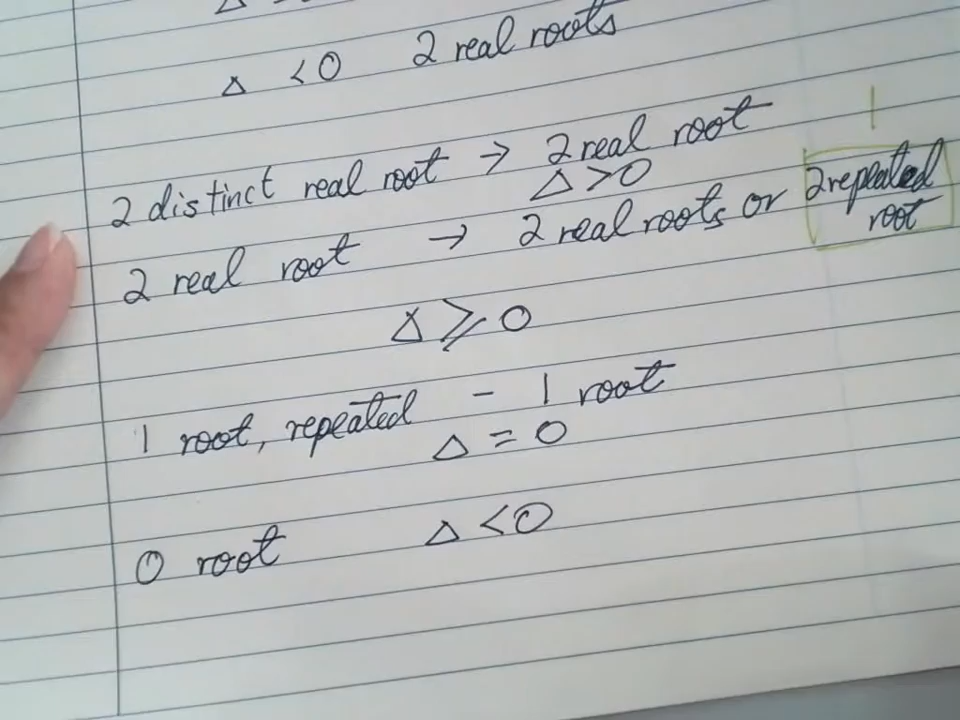 Δ <0 2 real roots
2 distinct real root → 2 real root
Δ >0
1
2 real root → 2 real roots or 2 repeated root
Δ ⩾ 0
1 root, repeated - 1 root
Δ = 0
0 root Δ <0